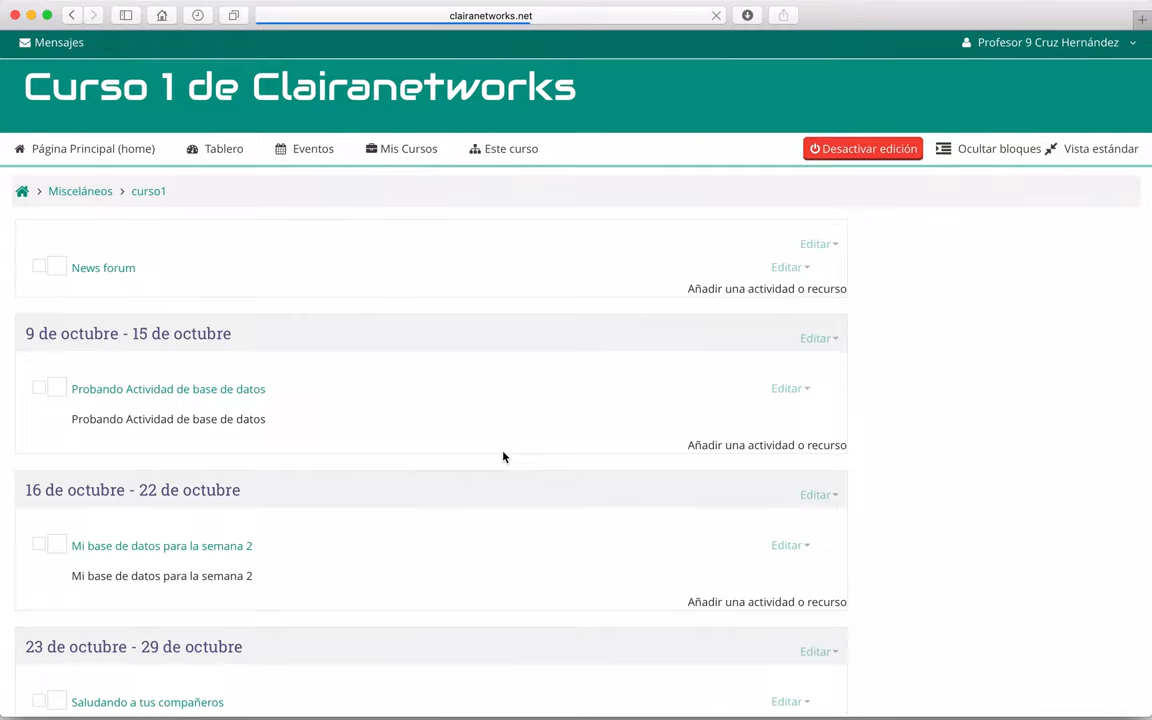 clairanetworks.net
Mensajes
Profesor 9 Cruz Hernández
Curso 1 de Clairanetworks
Página Principal (home) Tablero Eventos Mis Cursos Este curso Desactivar edición Ocultar bloques Vista estándar
Misceláneos curso1
Editar
News forum Editar
Añadir una actividad o recurso
9 de octubre - 15 de octubre Editar
Probando Actividad de base de datos Editar
Probando Actividad de base de datos
Añadir una actividad o recurso
16 de octubre - 22 de octubre Editar
Mi base de datos para la semana 2 Editar
Mi base de datos para la semana 2
Añadir una actividad o recurso
23 de octubre - 29 de octubre Editar
Saludando a tus compañeros Editar